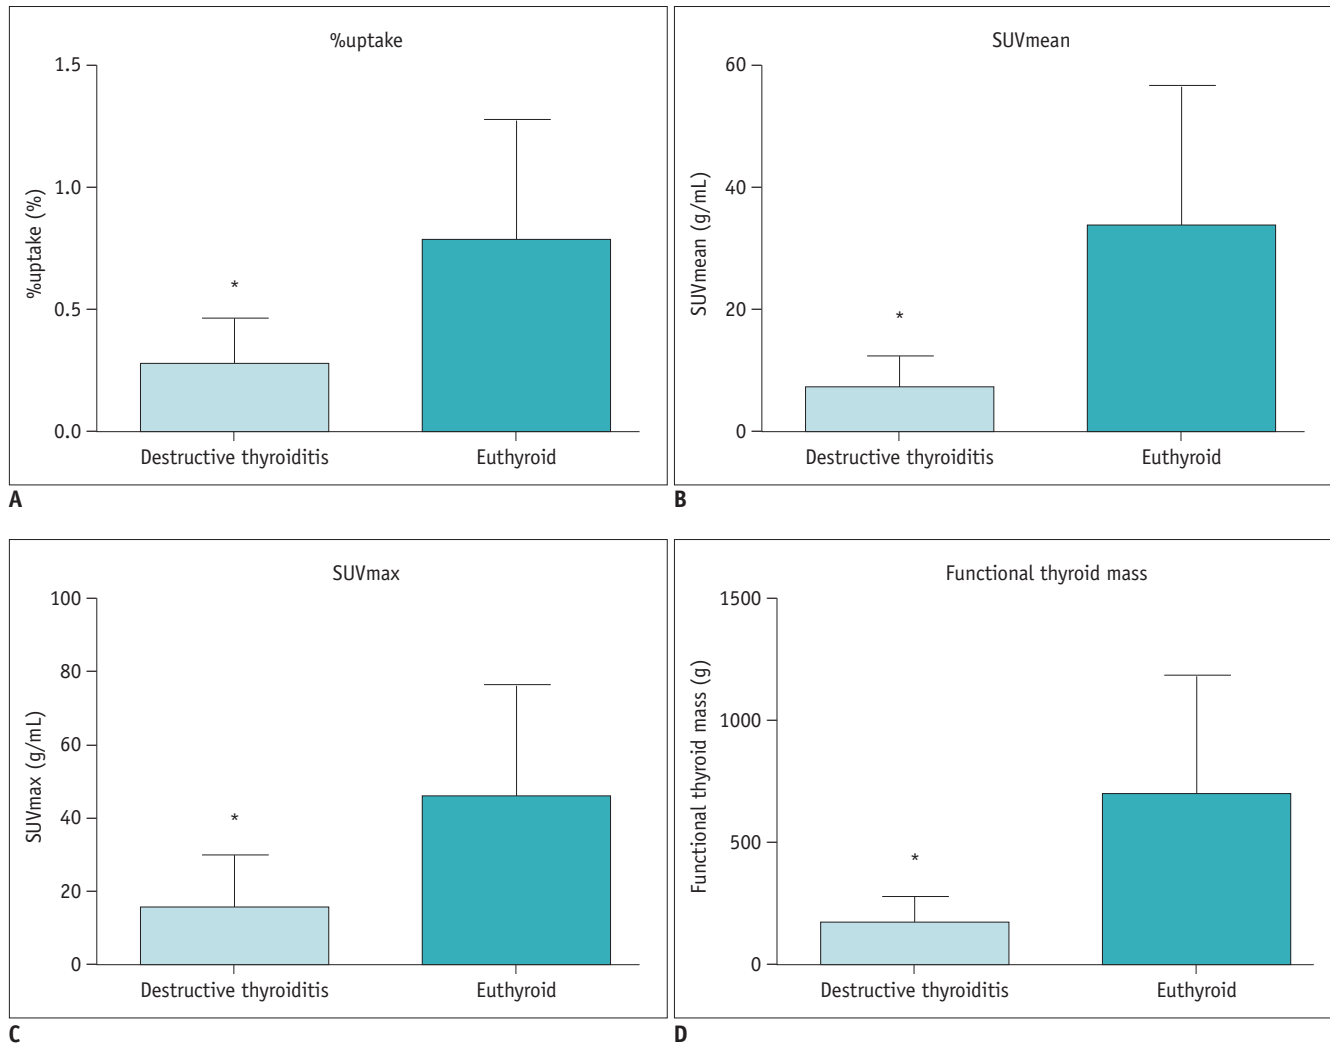 %uptake
%uptake (%)
1.5
1.0
0.5
0.0
*
Destructive thyroiditis
Euthyroid
A
SUVmean
SUVmean (g/mL)
60
40
20
0
*
Destructive thyroiditis
Euthyroid
B
SUVmax
SUVmax (g/mL)
100
80
60
40
20
0
*
Destructive thyroiditis
Euthyroid
C
Functional thyroid mass
Functional thyroid mass (g)
1500
1000
500
0
*
Destructive thyroiditis
Euthyroid
D